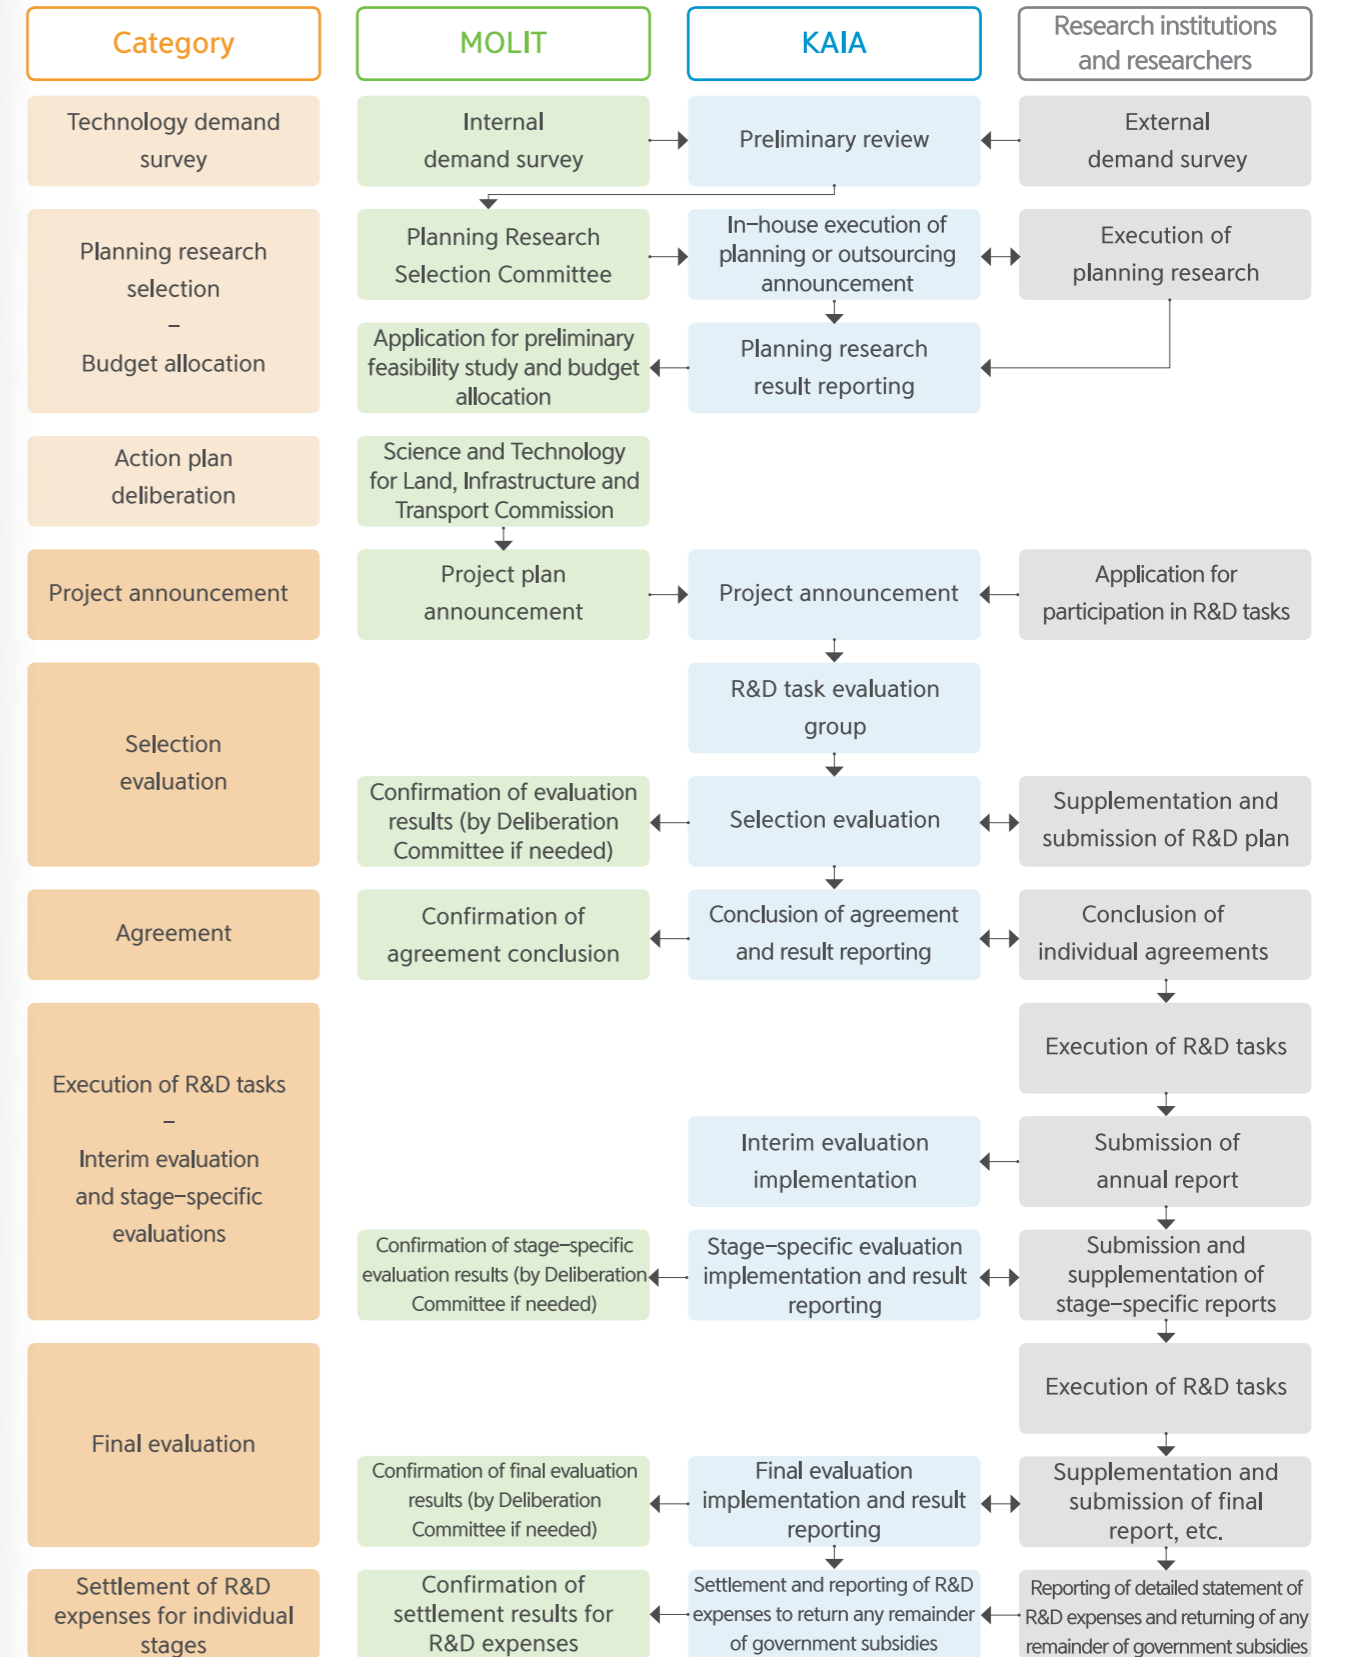 Category
MOLIT
KAIA
Research institutions
and researchers
Technology demand
survey
Internal
demand survey
Preliminary review
External
demand survey
Planning research
selection
–
Budget allocation
Planning Research
Selection Committee
In-house execution of
planning or outsourcing
announcement
Execution of
planning research
Application for preliminary
feasibility study and budget
allocation
Planning research
result reporting
Action plan
deliberation
Science and Technology
for Land, Infrastructure and
Transport Commission
Project announcement
Project plan
announcement
Project announcement
Application for
participation in R&D tasks
Selection
evaluation
R&D task evaluation
group
Confirmation of evaluation
results (by Deliberation
Committee if needed)
Selection evaluation
Supplementation and
submission of R&D plan
Agreement
Confirmation of
agreement conclusion
Conclusion of agreement
and result reporting
Conclusion of
individual agreements
Execution of R&D tasks
–
Interim evaluation
and stage-specific
evaluations
Execution of R&D tasks
Interim evaluation
implementation
Submission of
annual report
Confirmation of stage-specific
evaluation results (by Deliberation
Committee if needed)
Stage-specific evaluation
implementation and result
reporting
Submission and
supplementation of
stage-specific reports
Final evaluation
Execution of R&D tasks
Confirmation of final evaluation
results (by Deliberation
Committee if needed)
Final evaluation
implementation and result
reporting
Supplementation and
submission of final
report, etc.
Settlement of R&D
expenses for individual
stages
Confirmation of
settlement results for
R&D expenses
Settlement and reporting of R&D
expenses to return any remainder
of government subsidies
Reporting of detailed statement of
R&D expenses and returning of any
remainder of government subsidies